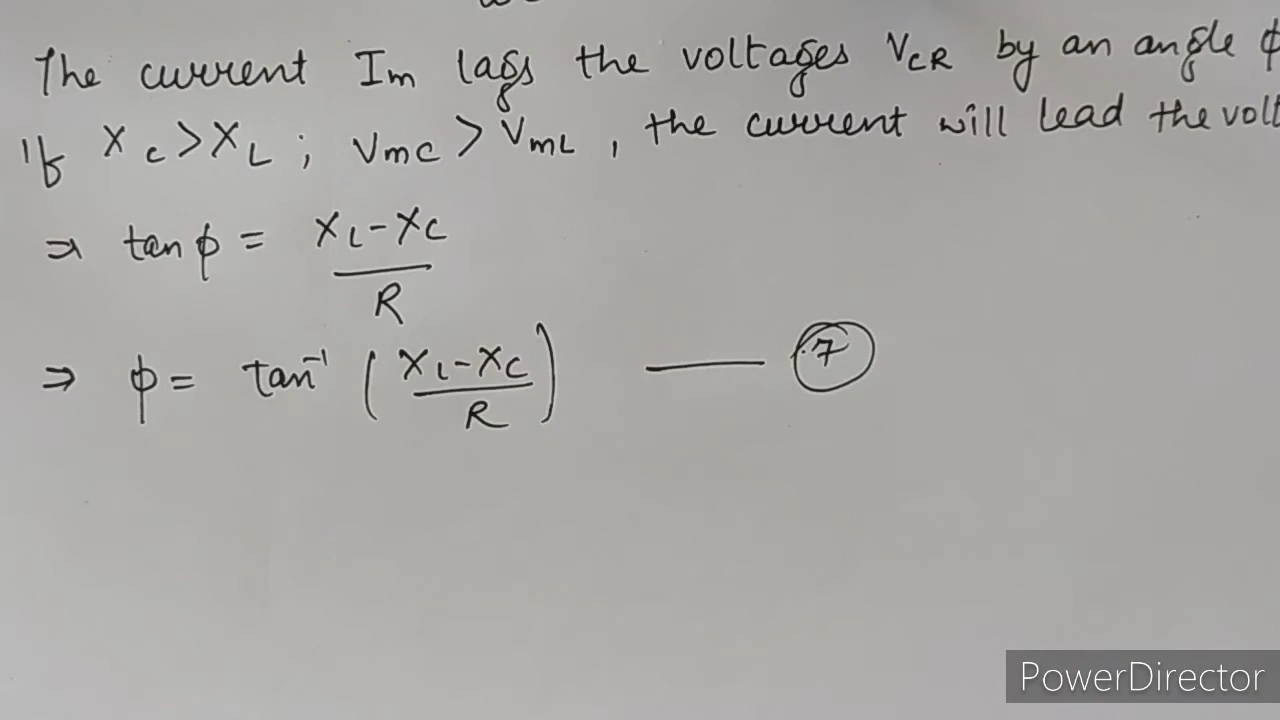 The current Im lags the voltages VCR by an angle ϕ
If Xc > XL ; Vmc > VmL , the current will lead the volt
⇒ tan ϕ = XL - XC / R
⇒ ϕ = tan⁻¹ ( XL - XC / R ) — 7
PowerDirector